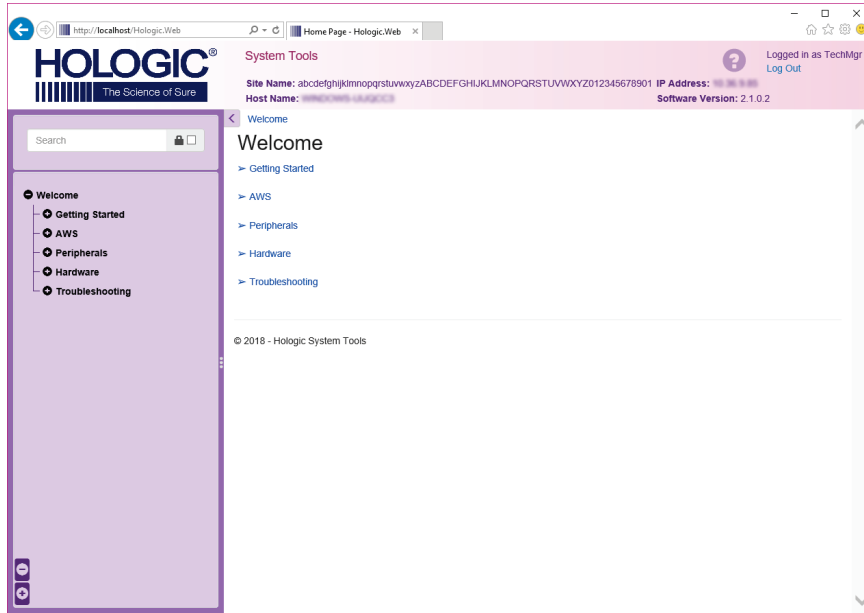 http://localhost/Hologic.Web
Home Page - Hologic.Web
HOLOGIC®
The Science of Sure
System Tools
Logged in as TechMgr
Log Out
Site Name: abcdefghijklmnopqrstuvwxyzABCDEFGHIJKLMNOPQRSTUVWXYZ012345678901 IP Address:
Host Name:
Software Version: 2.1.0.2
Search
Welcome
Getting Started
AWS
Peripherals
Hardware
Troubleshooting
Welcome
Welcome
➢ Getting Started
➢ AWS
➢ Peripherals
➢ Hardware
➢ Troubleshooting
© 2018 - Hologic System Tools